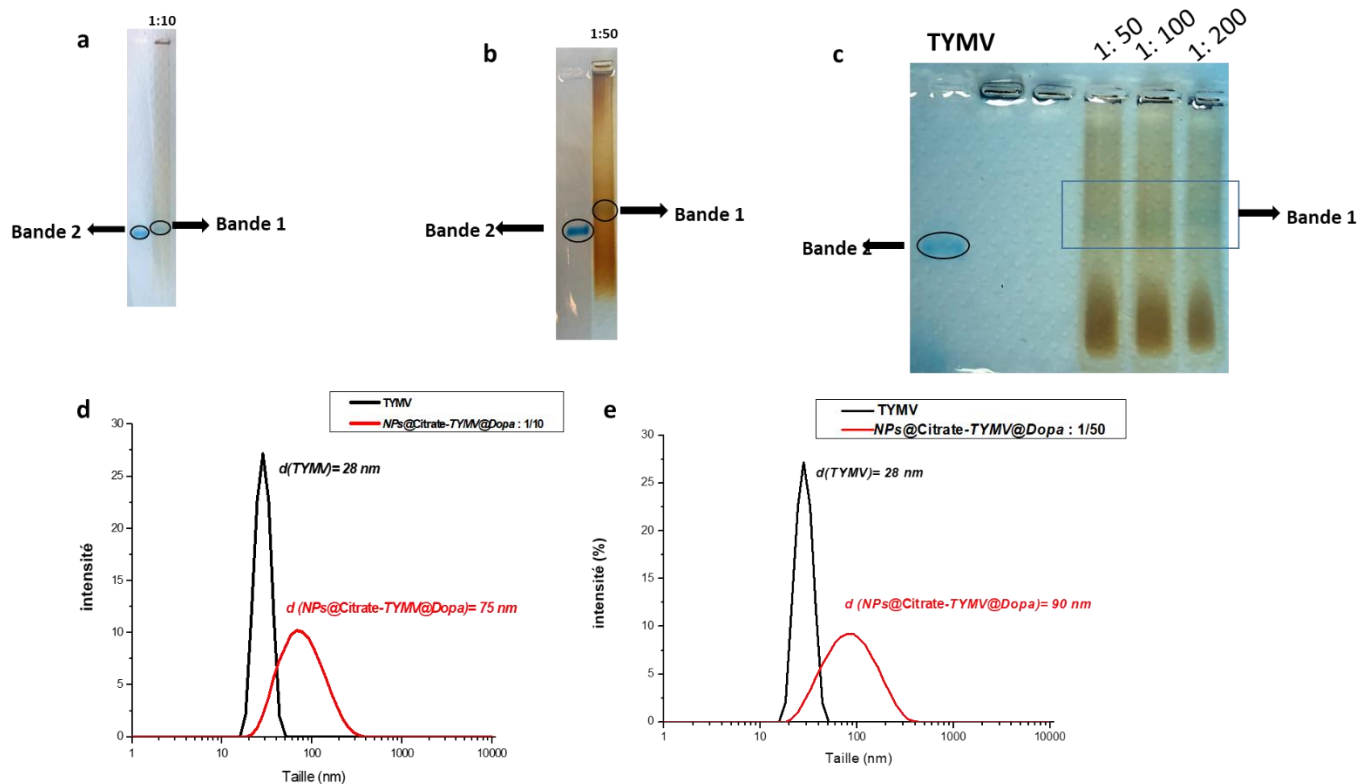 a
1:10
Bande 2
Bande 1
b
1:50
Bande 2
Bande 1
c
TYMV
1: 50
1: 100
1: 200
Bande 2
Bande 1
d
TYMV
NPs@Citrate-TYMV@Dopa : 1/10
d(TYMV)= 28 nm
d (NPs@Citrate-TYMV@Dopa)= 75 nm
intensité
30
25
20
15
10
5
0
1
10
100
1000
10000
Taille (nm)
e
TYMV
NPs@Citrate-TYMV@Dopa : 1/50
d(TYMV)= 28 nm
d (NPs@Citrate-TYMV@Dopa)= 90 nm
intensité (%)
30
25
20
15
10
5
0
1
10
100
1000
10000
Taille (nm)